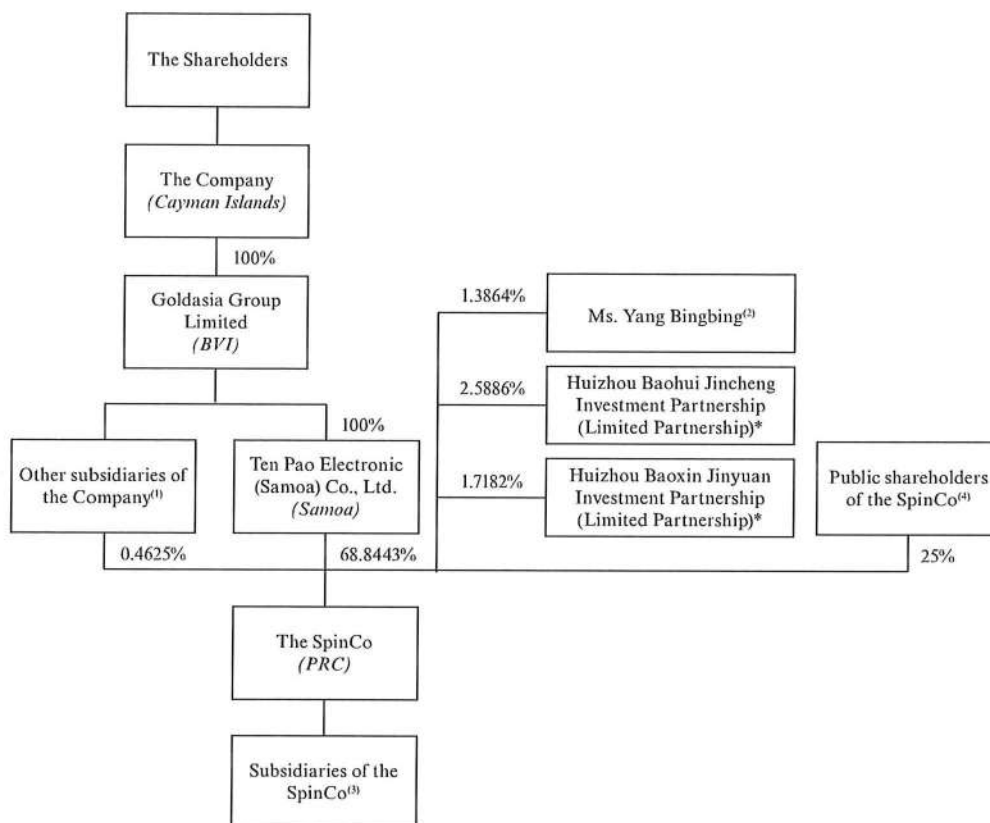 The Shareholders
The Company
(Cayman Islands)
100%
Goldasia Group
Limited
(BVI)
1.3864%
Ms. Yang Bingbing(2)
2.5886%
Huizhou Baohui Jincheng
Investment Partnership
(Limited Partnership)*
100%
Other subsidiaries of
the Company(1)
Ten Pao Electronic
(Samoa) Co., Ltd.
(Samoa)
1.7182%
Huizhou Baoxin Jinyuan
Investment Partnership
(Limited Partnership)*
Public shareholders
of the SpinCo(4)
0.4625%
68.8443%
25%
The SpinCo
(PRC)
Subsidiaries of the
SpinCo(3)